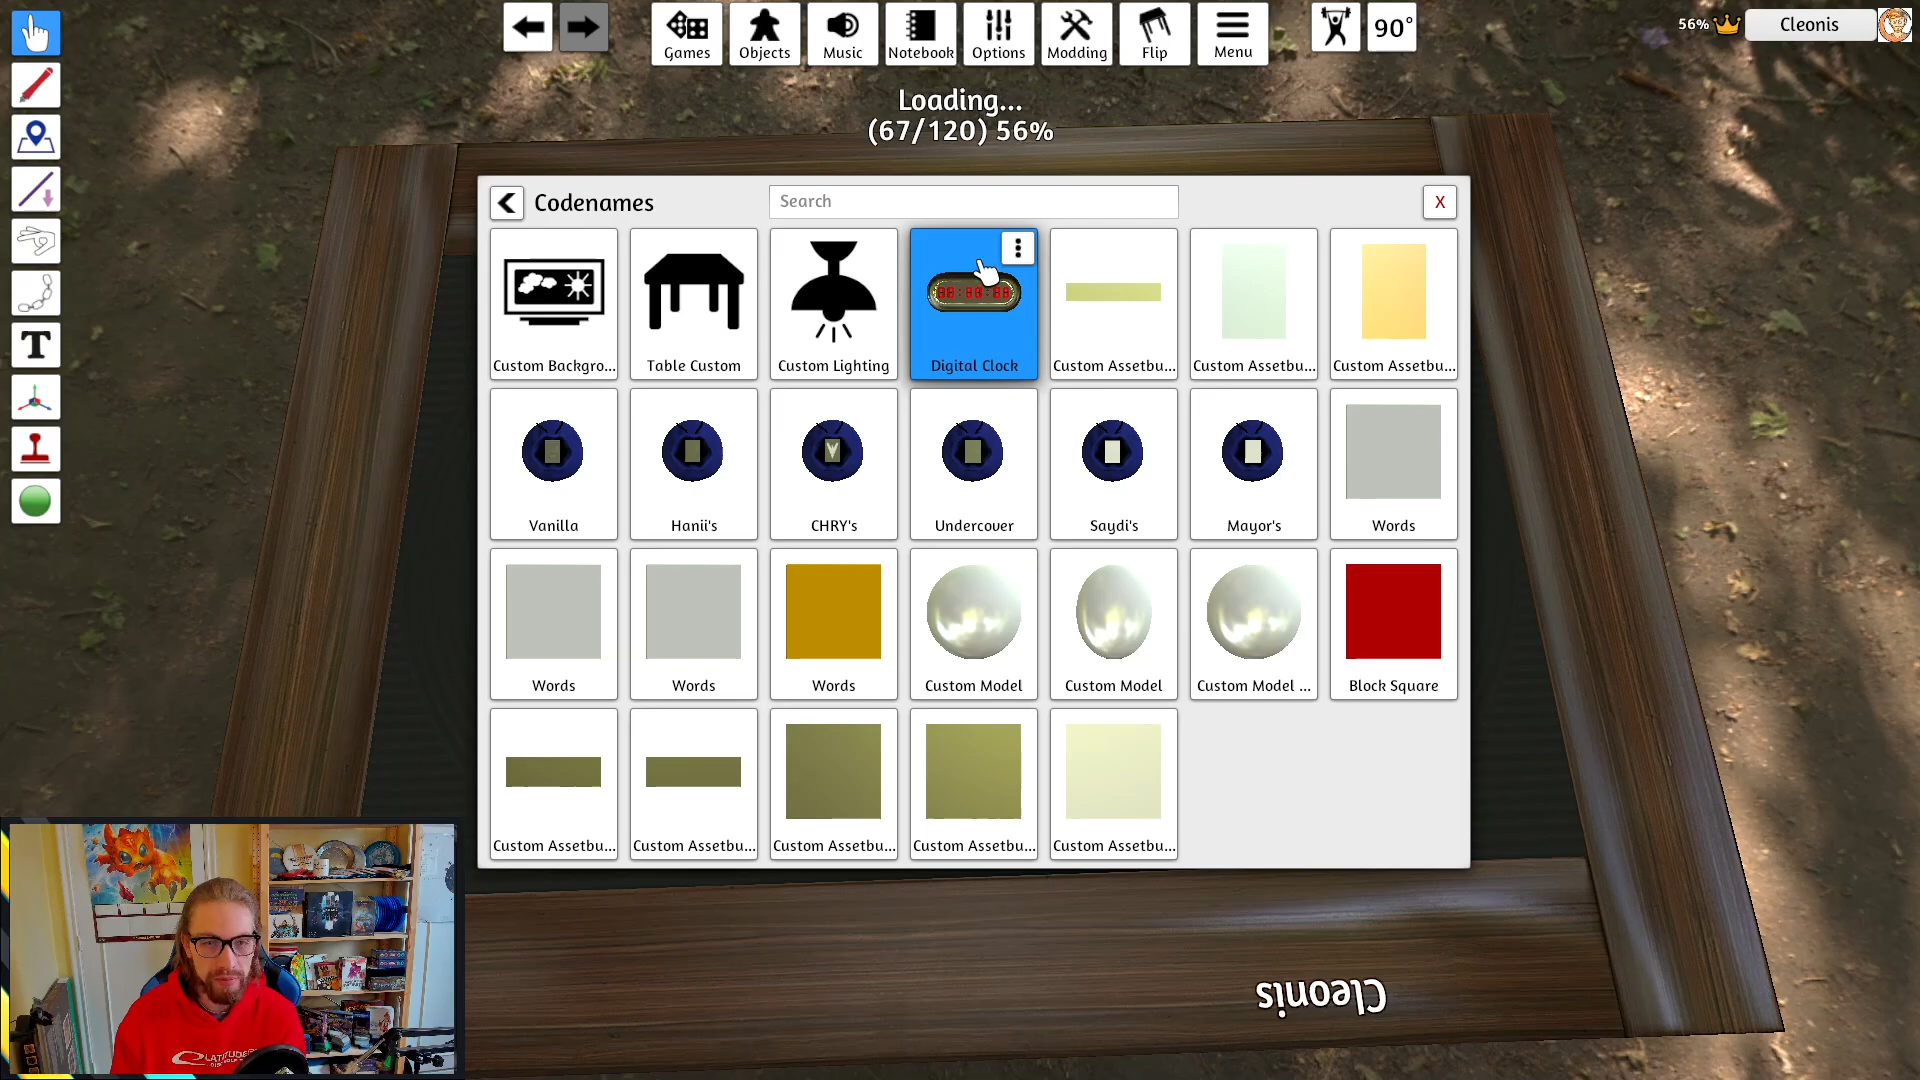 56%
Cleonis
90°
Games
Objects
Music
Notebook
Options
Modding
Flip
Menu
Loading...
(67/120) 56%
Codenames
Search
X
Custom Backgro...
Table Custom
Custom Lighting
Digital Clock
Custom Assetbu...
Custom Assetbu...
Custom Assetbu...
Vanilla
Hanii's
CHRY's
Undercover
Saydi's
Mayor's
Words
Words
Words
Words
Custom Model
Custom Model
Custom Model ...
Block Square
Custom Assetbu...
Custom Assetbu...
Custom Assetbu...
Custom Assetbu...
Custom Assetbu...
T
Cleonis